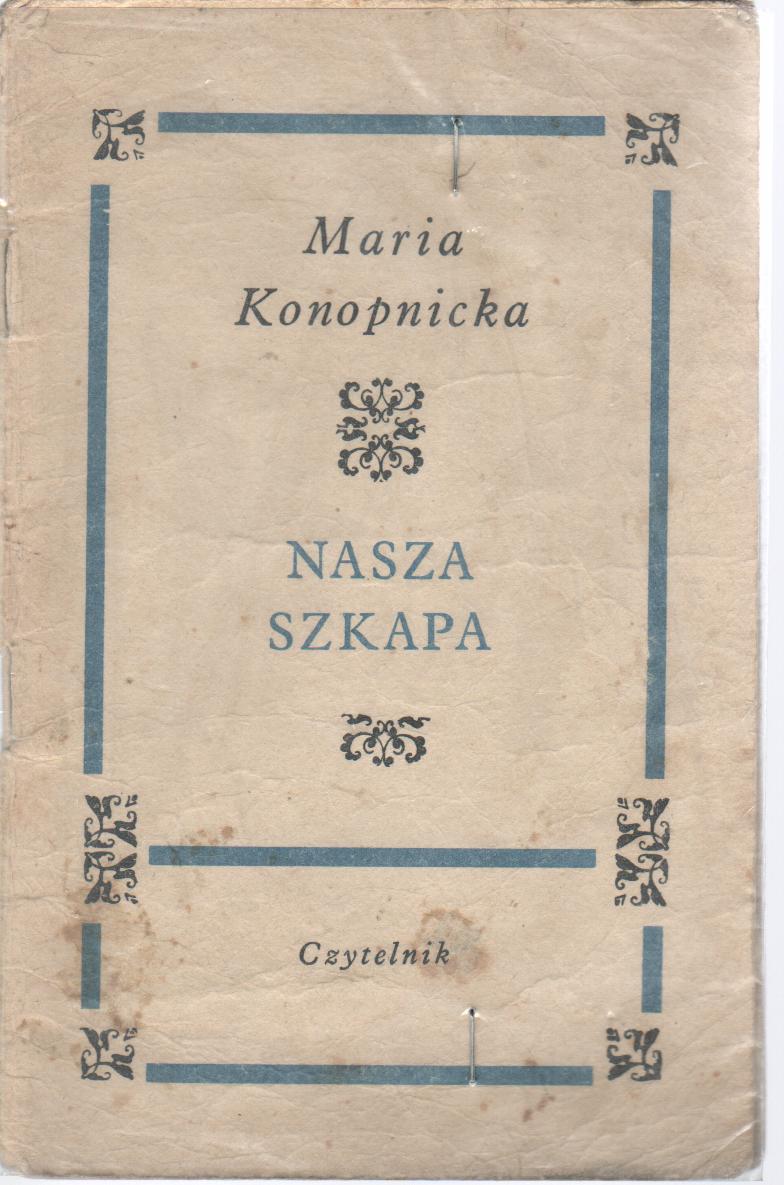 Maria
Konopnicka
NASZA
SZKAPA
Czytelnik